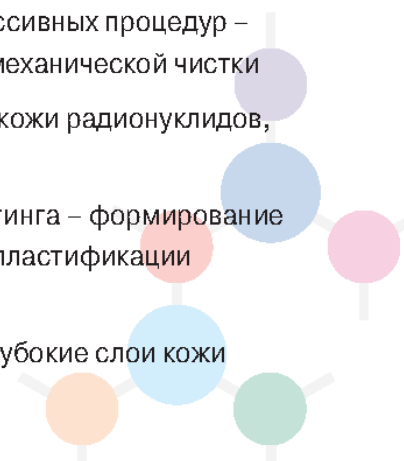 ссивных процедур –
механической чистки
кожи радионуклидов,
тинга – формирование
пластификации
убокие слои кожи